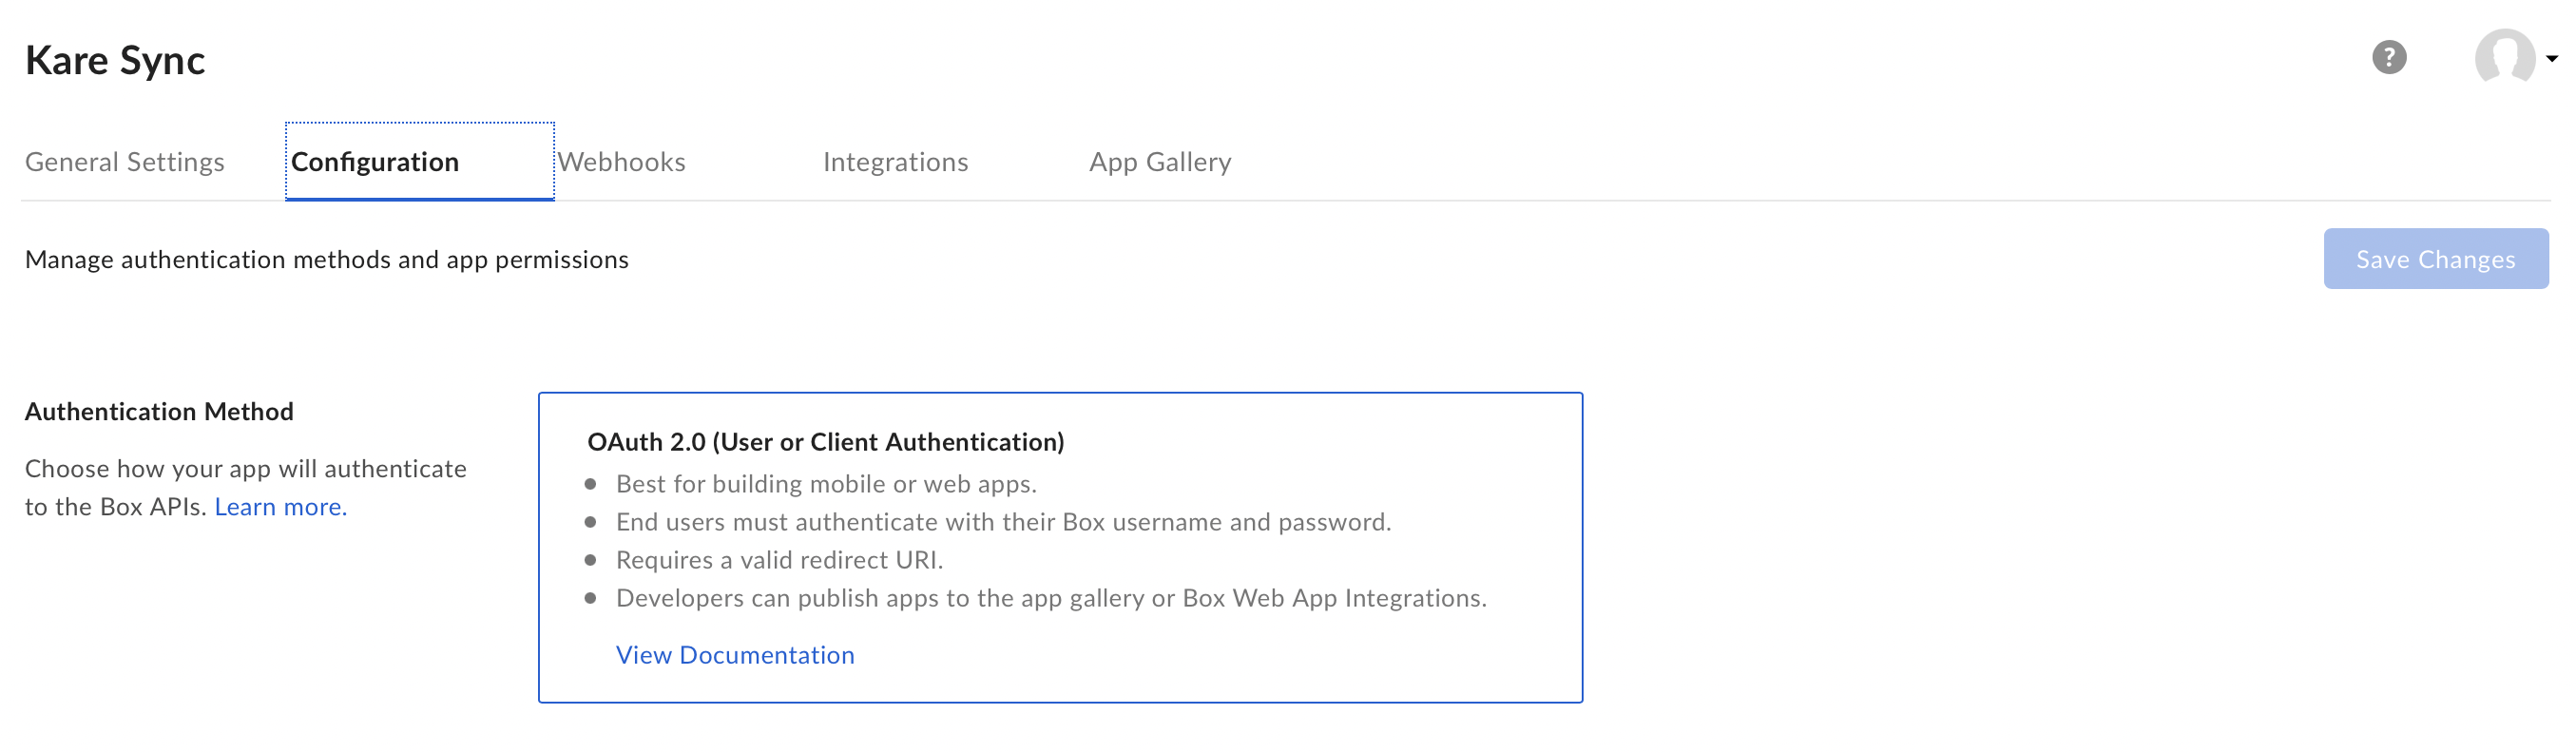 Kare Sync
?
General Settings
Configuration
Webhooks
Integrations
App Gallery
Manage authentication methods and app permissions
Save Changes
Authentication Method
Choose how your app will authenticate
to the Box APIs. Learn more.
OAuth 2.0 (User or Client Authentication)
Best for building mobile or web apps.
End users must authenticate with their Box username and password.
Requires a valid redirect URI.
Developers can publish apps to the app gallery or Box Web App Integrations.
View Documentation